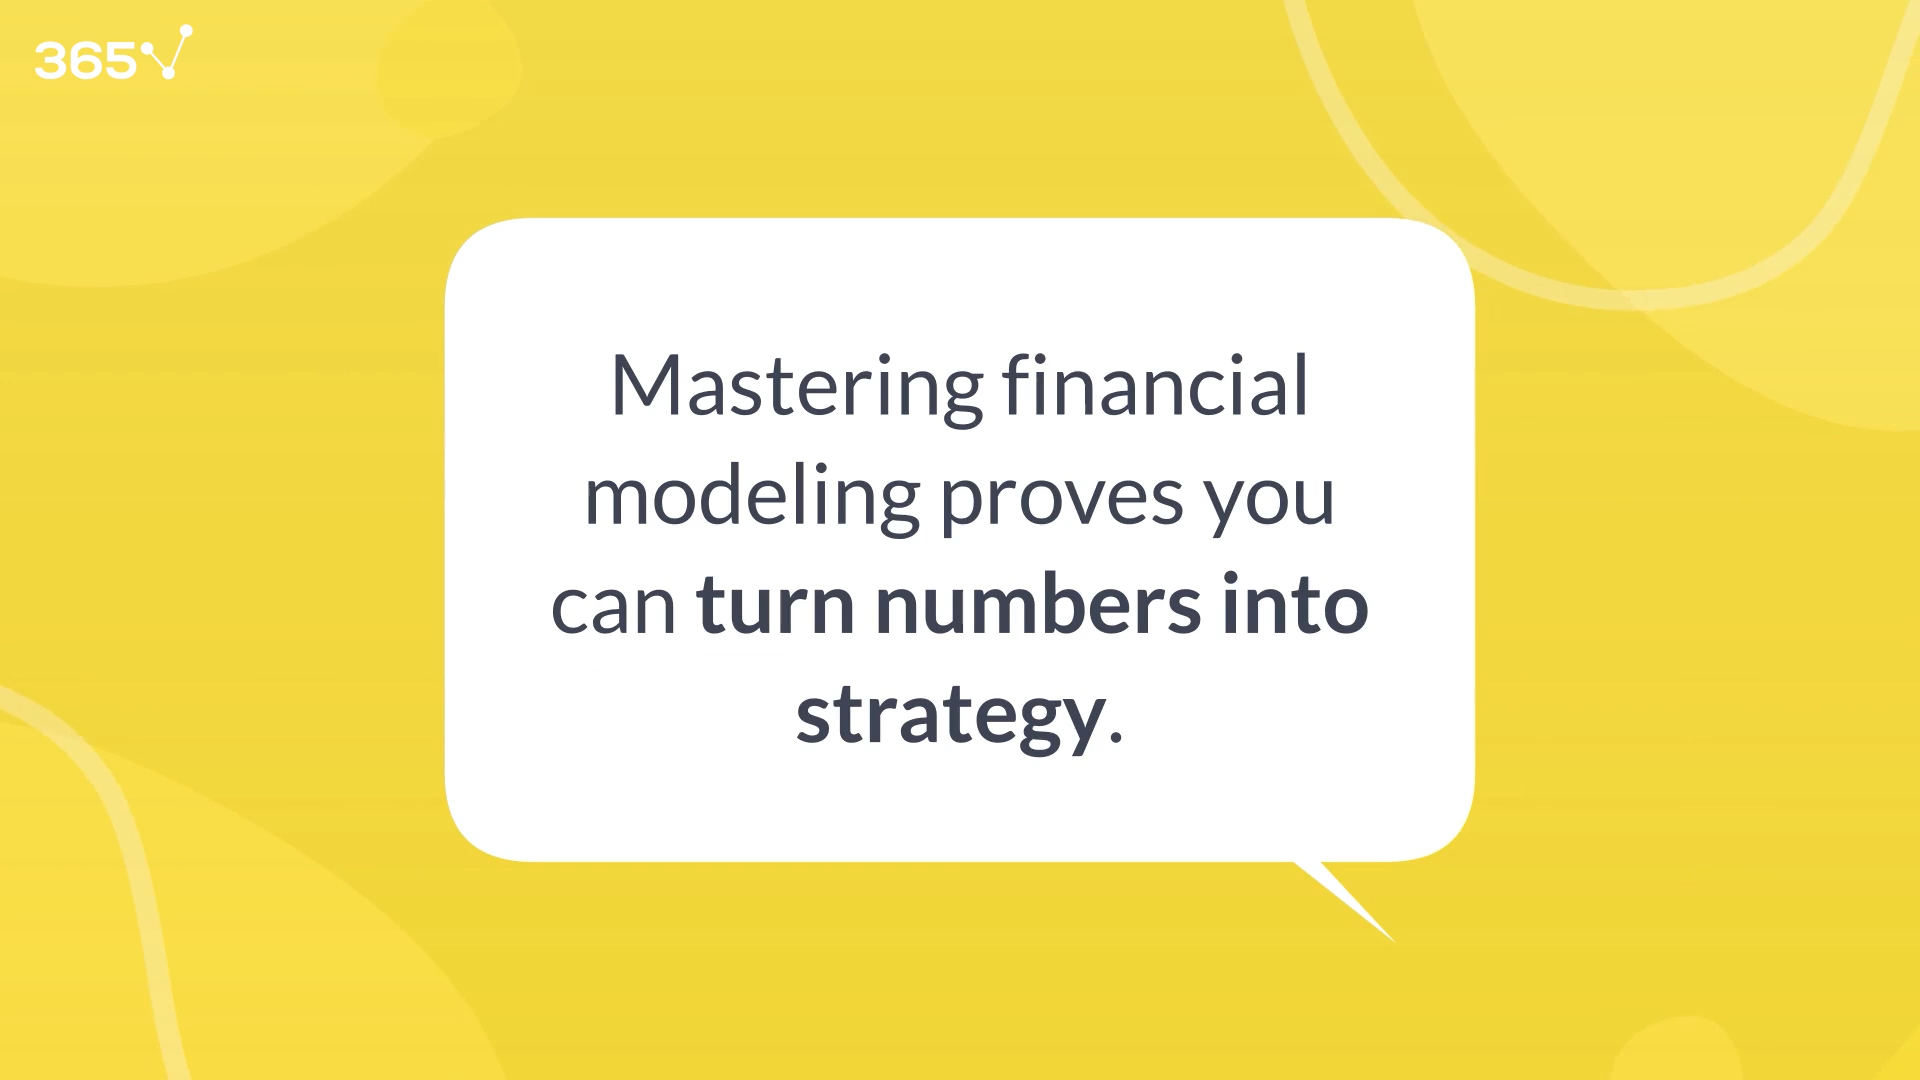 365
Mastering financial
modeling proves you
can turn numbers into
strategy.